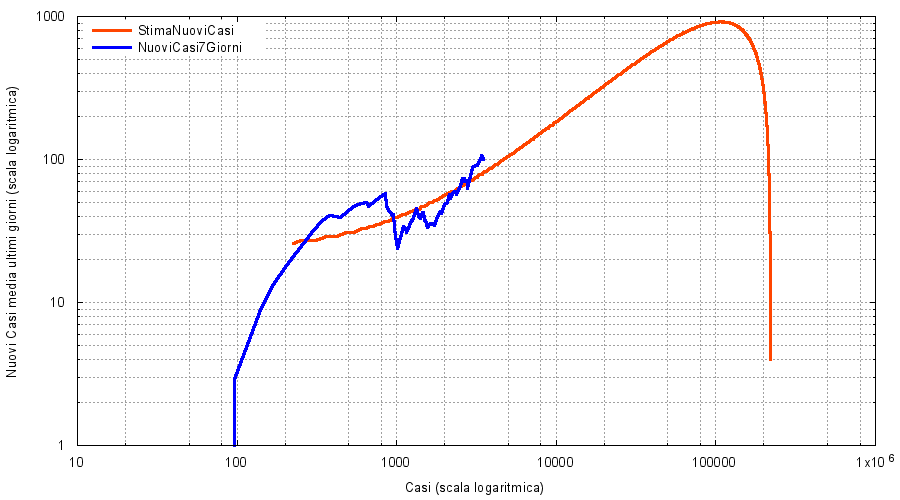 1000
StimaNuoviCasi
NuoviCasi7Giorni
100
10
1
Nuovi Casi media ultimi giorni (scala logaritmica)
10 100 1000 10000 100000 1x10 6
Casi (scala logaritmica)